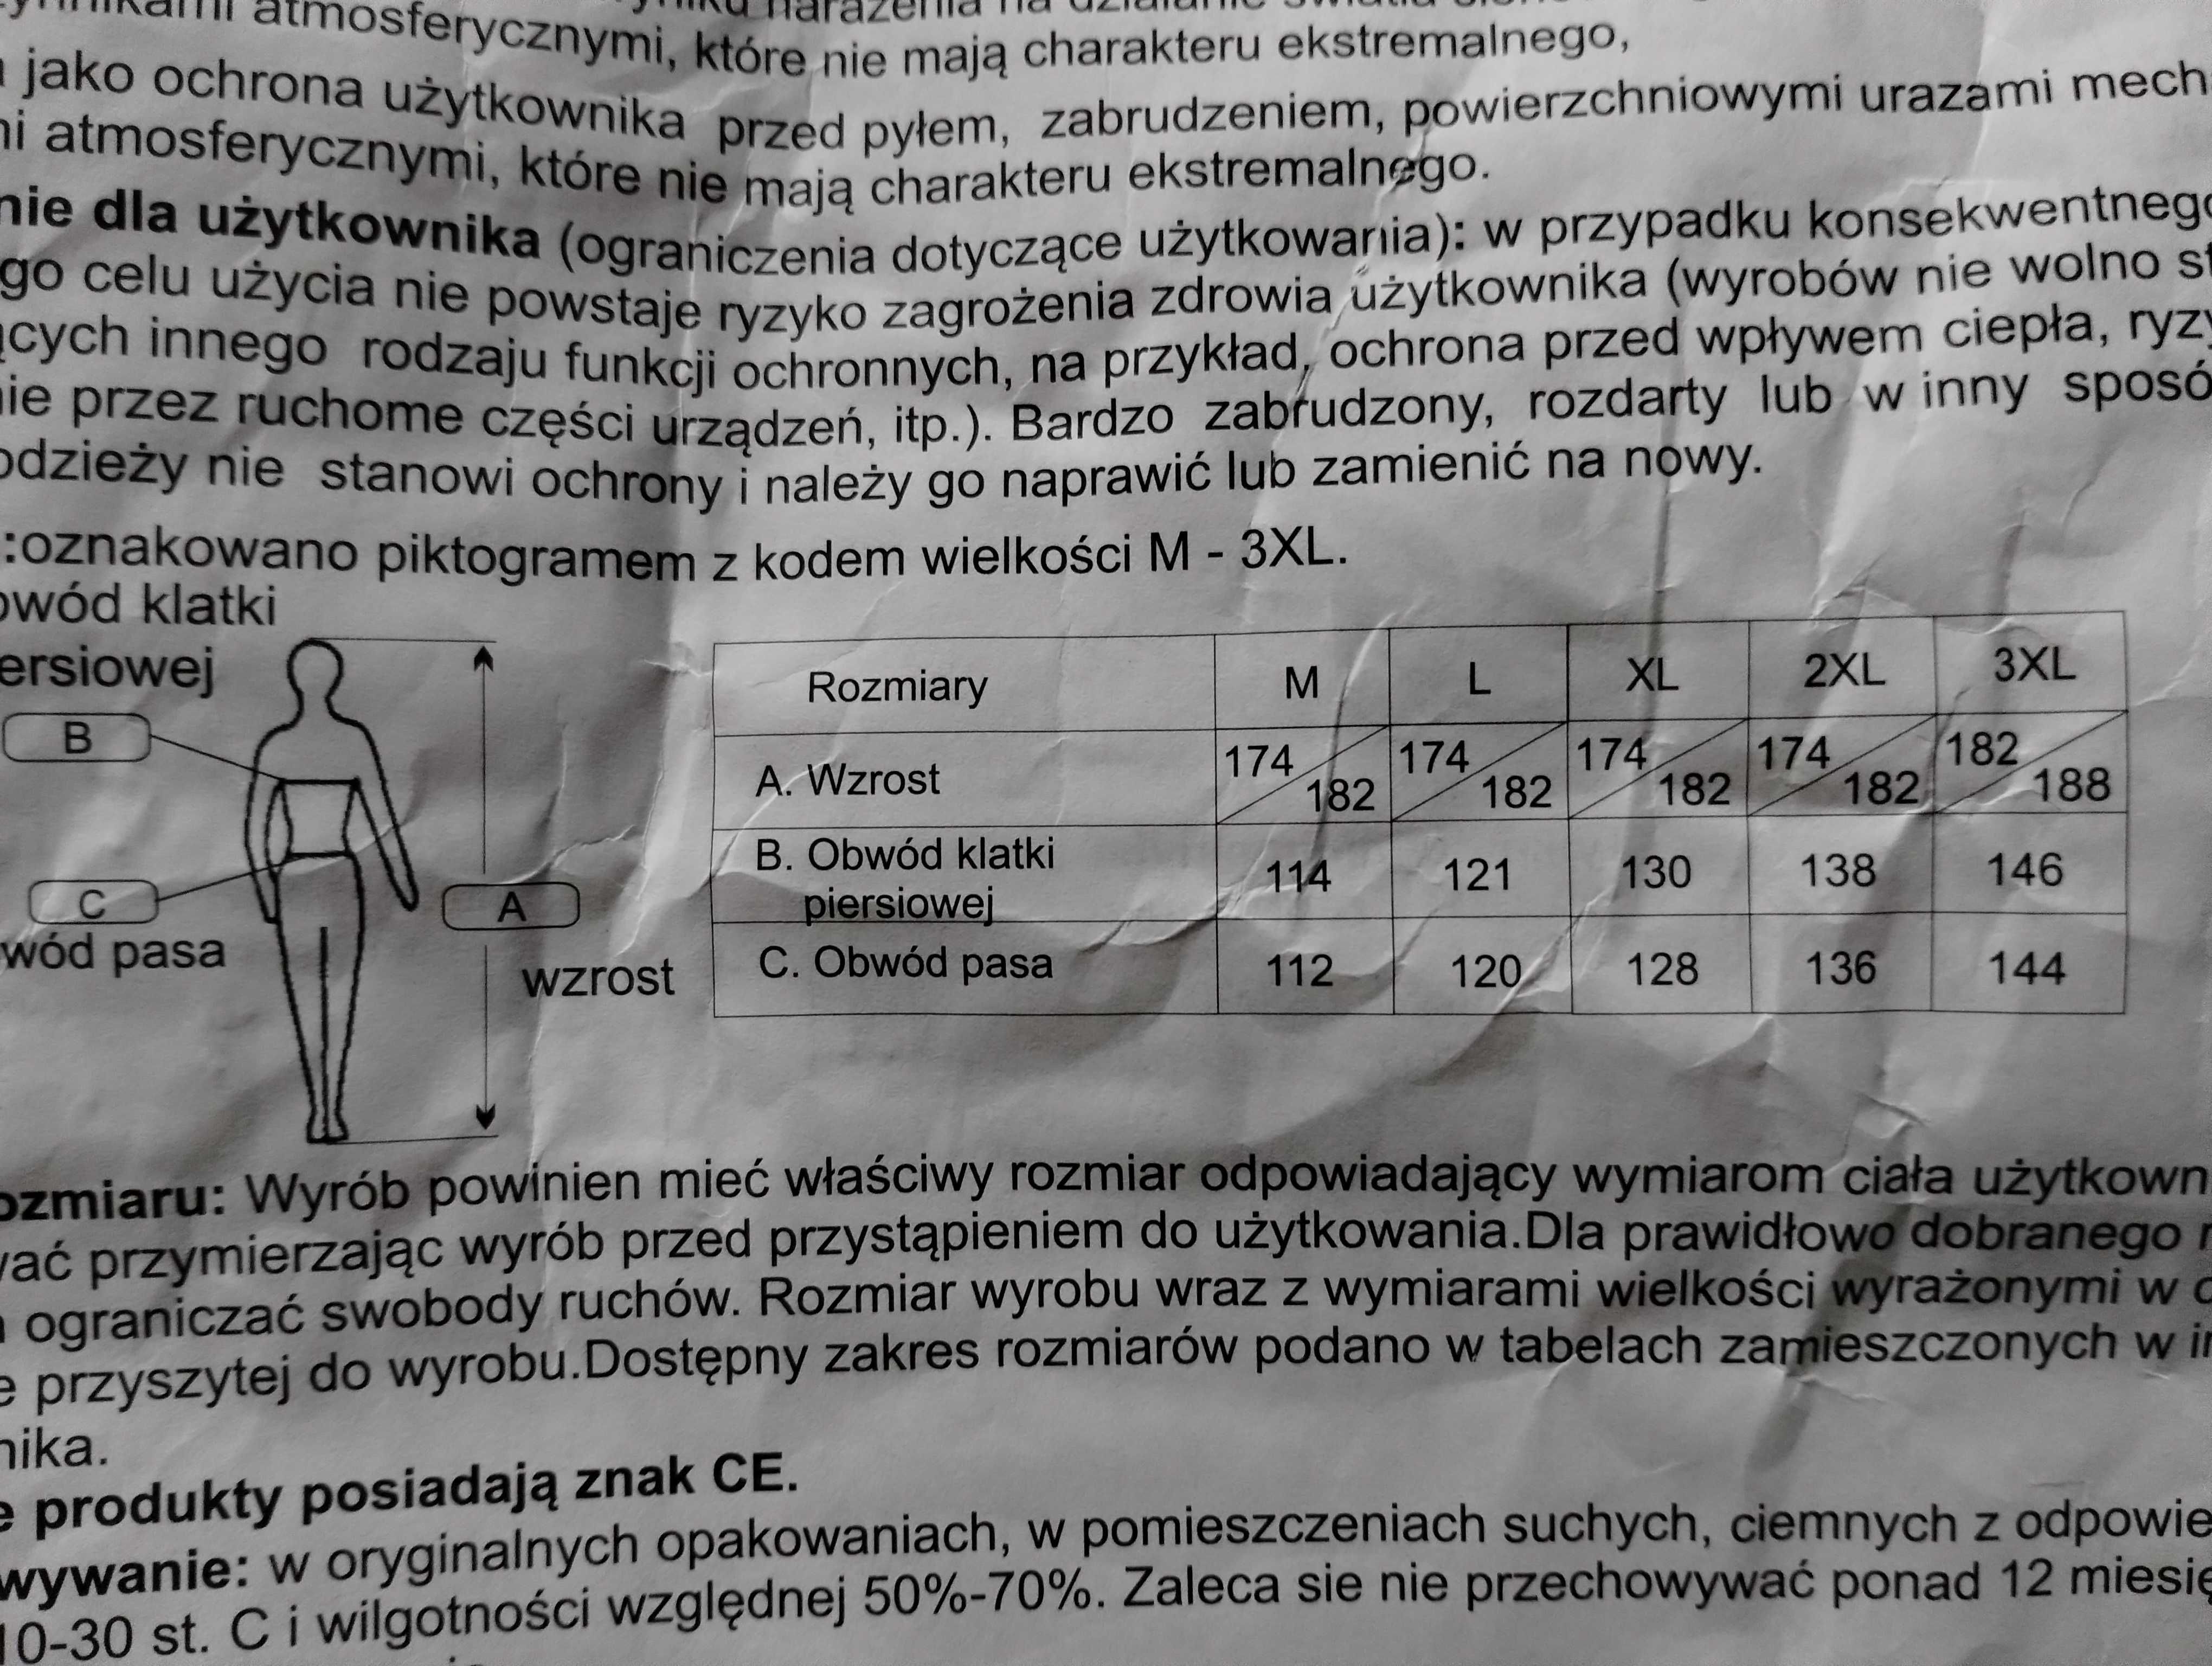 atmosferycznymi, które nie mają charakteru ekstremalnego,
jako ochrona użytkownika przed pyłem, zabrudzeniem, powierzchniowymi urazami mech
atmosferycznymi, które nie mają charakteru ekstremalnego.
nie dla użytkownika (ograniczenia dotyczące użytkowania): w przypadku konsekwentneg
go celu użycia nie powstaje ryzyko zagrożenia zdrowia użytkownika (wyrobów nie wolno st
ących innego rodzaju funkcji ochronnych, na przykład, ochrona przed wpływem ciepła, ryzy
nie przez ruchome części urządzeń, itp.). Bardzo zabrudzony, rozdarty lub w inny sposó
odzieży nie stanowi ochrony i należy go naprawić lub zamienić na nowy.
:oznakowano piktogramem z kodem wielkości M - 3XL.
owód klatki
ersiowej
B
C
wód pasa
A
wzrost
Rozmiary M L XL 2XL 3XL
A. Wzrost 174/182 174/182 174/182 174/182 182/188
B. Obwód klatki
piersiowej 114 121 130 138 146
C. Obwód pasa 112 120 128 136 144
ozmiaru: Wyrób powinien mieć właściwy rozmiar odpowiadający wymiarom ciała użytkown
wać przymierzając wyrób przed przystąpieniem do użytkowania.Dla prawidłowo dobranego
ograniczać swobody ruchów. Rozmiar wyrobu wraz z wymiarami wielkości wyrażonymi w
e przyszytej do wyrobu.Dostępny zakres rozmiarów podano w tabelach zamieszczonych w
nika.
e produkty posiadają znak CE.
wywanie: w oryginalnych opakowaniach, w pomieszczeniach suchych, ciemnych z odpowie
10-30 st. C i wilgotności względnej 50%-70%. Zaleca sie nie przechowywać ponad 12 miesię